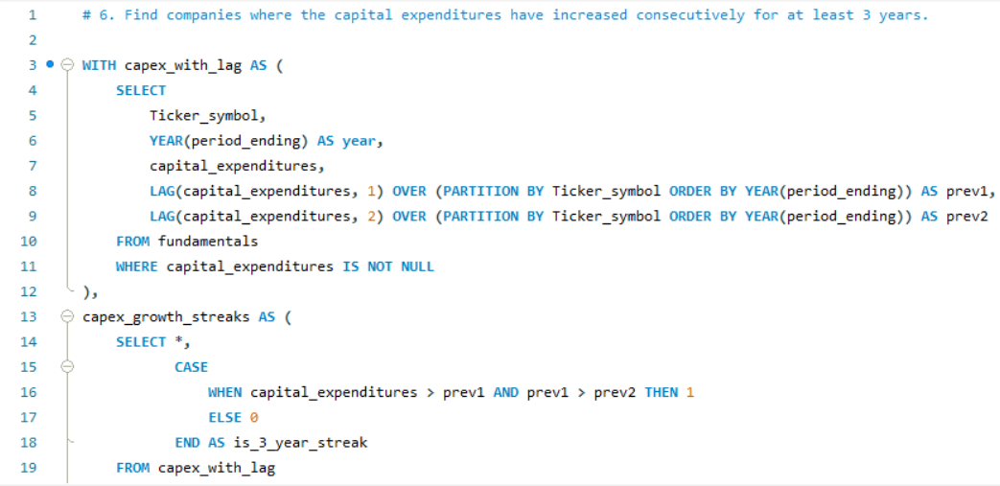 1 # 6. Find companies where the capital expenditures have increased consecutively for at least 3 years.
2
3 WITH capex_with_lag AS (
4 SELECT
5 Ticker_symbol,
6 YEAR(period_ending) AS year,
7 capital_expenditures,
8 LAG(capital_expenditures, 1) OVER (PARTITION BY Ticker_symbol ORDER BY YEAR(period_ending)) AS prev1,
9 LAG(capital_expenditures, 2) OVER (PARTITION BY Ticker_symbol ORDER BY YEAR(period_ending)) AS prev2
10 FROM fundamentals
11 WHERE capital_expenditures IS NOT NULL
12 ),
13 capex_growth_streaks AS (
14 SELECT *,
15 CASE
16 WHEN capital_expenditures > prev1 AND prev1 > prev2 THEN 1
17 ELSE 0
18 END AS is_3_year_streak
19 FROM capex_with_lag